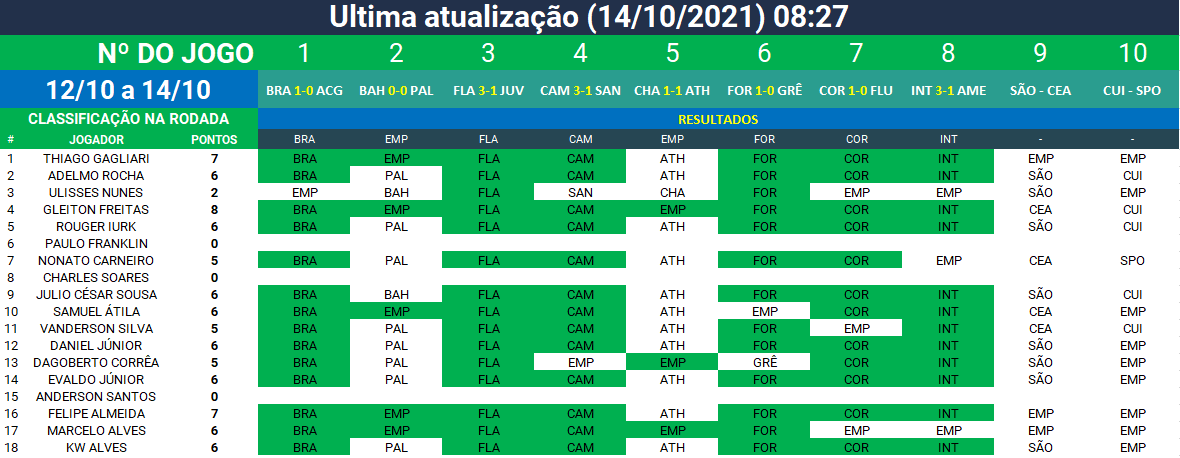 Ultima atualização (14/10/2021) 08:27
Nº DO JOGO 1 2 3 4 5 6 7 8 9 10
12/10 a 14/10 BRA 1-0 ACG BAH 0-0 PAL FLA 3-1 JUV CAM 3-1 SAN CHA 1-1 ATH FOR 1-0 GRÊ COR 1-0 FLU INT 3-1 AME SÃO - CEA CUI - SPO
CLASSIFICAÇÃO NA RODADA RESULTADOS
# JOGADOR PONTOS BRA EMP FLA CAM EMP FOR COR INT - -
1 THIAGO GAGLIARI 7 BRA EMP FLA CAM ATH FOR COR INT EMP EMP
2 ADELMO ROCHA 6 BRA PAL FLA CAM ATH FOR COR INT SÃO CUI
3 ULISSES NUNES 2 EMP BAH FLA SAN CHA FOR EMP EMP SÃO EMP
4 GLEITON FREITAS 8 BRA EMP FLA CAM EMP FOR COR INT CEA CUI
5 ROUGER IURK 6 BRA PAL FLA CAM ATH FOR COR INT SÃO CUI
6 PAULO FRANKLIN 0
7 NONATO CARNEIRO 5 BRA PAL FLA CAM ATH FOR COR EMP CEA SPO
8 CHARLES SOARES 0
9 JULIO CÉSAR SOUSA 6 BRA BAH FLA CAM ATH FOR COR INT SÃO CUI
10 SAMUEL ÁTILA 6 BRA EMP FLA CAM ATH EMP COR INT CEA EMP
11 VANDERSON SILVA 5 BRA PAL FLA CAM ATH FOR EMP INT CEA CUI
12 DANIEL JÚNIOR 6 BRA PAL FLA CAM ATH FOR COR INT SÃO EMP
13 DAGOBERTO CORRÊA 5 BRA PAL FLA EMP EMP GRÊ COR INT SÃO EMP
14 EVALDO JÚNIOR 6 BRA PAL FLA CAM ATH FOR COR INT SÃO EMP
15 ANDERSON SANTOS 0
16 FELIPE ALMEIDA 7 BRA EMP FLA CAM ATH FOR COR INT EMP EMP
17 MARCELO ALVES 6 BRA EMP FLA CAM EMP FOR EMP EMP EMP EMP
18 KW ALVES 6 BRA PAL FLA CAM ATH FOR COR INT SÃO EMP